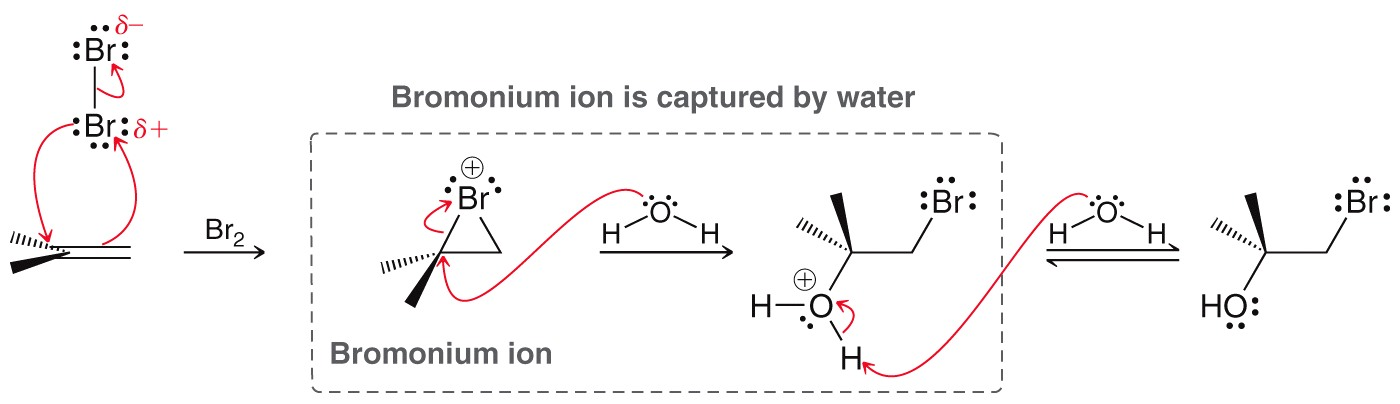 Br δ−
Br δ+
Br₂
Bromonium ion is captured by water
⊕
Br
Bromonium ion
O
H H
Br
⊕
H O
H
O
H H
Br
HO